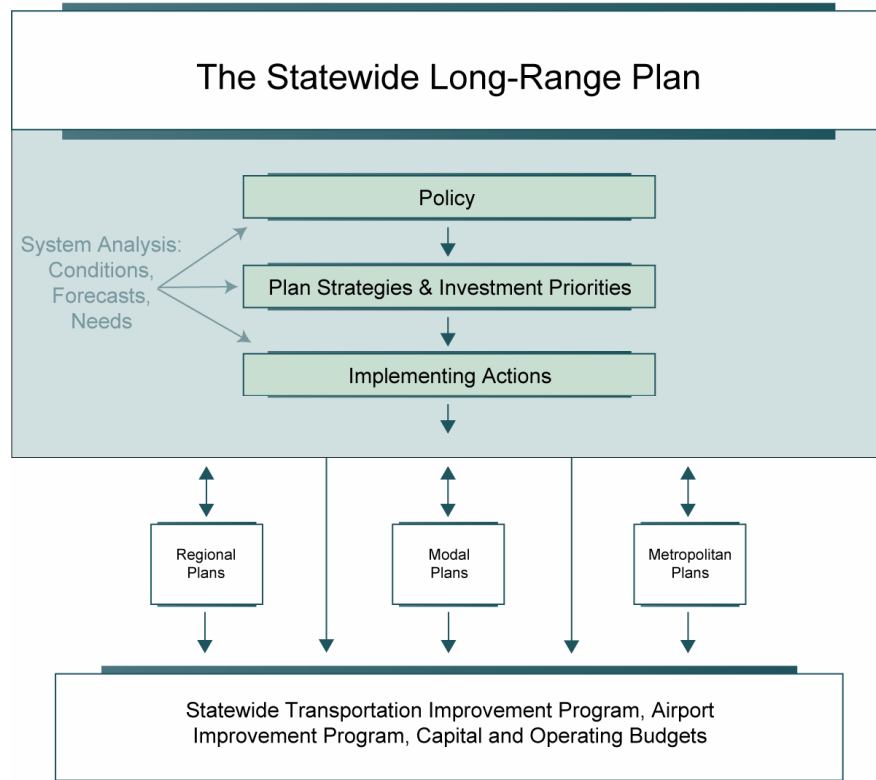 The Statewide Long-Range Plan
Policy
System Analysis:
Conditions,
Forecasts,
Needs
Plan Strategies & Investment Priorities
Implementing Actions
Regional
Plans
Modal
Plans
Metropolitan
Plans
Statewide Transportation Improvement Program, Airport
Improvement Program, Capital and Operating Budgets